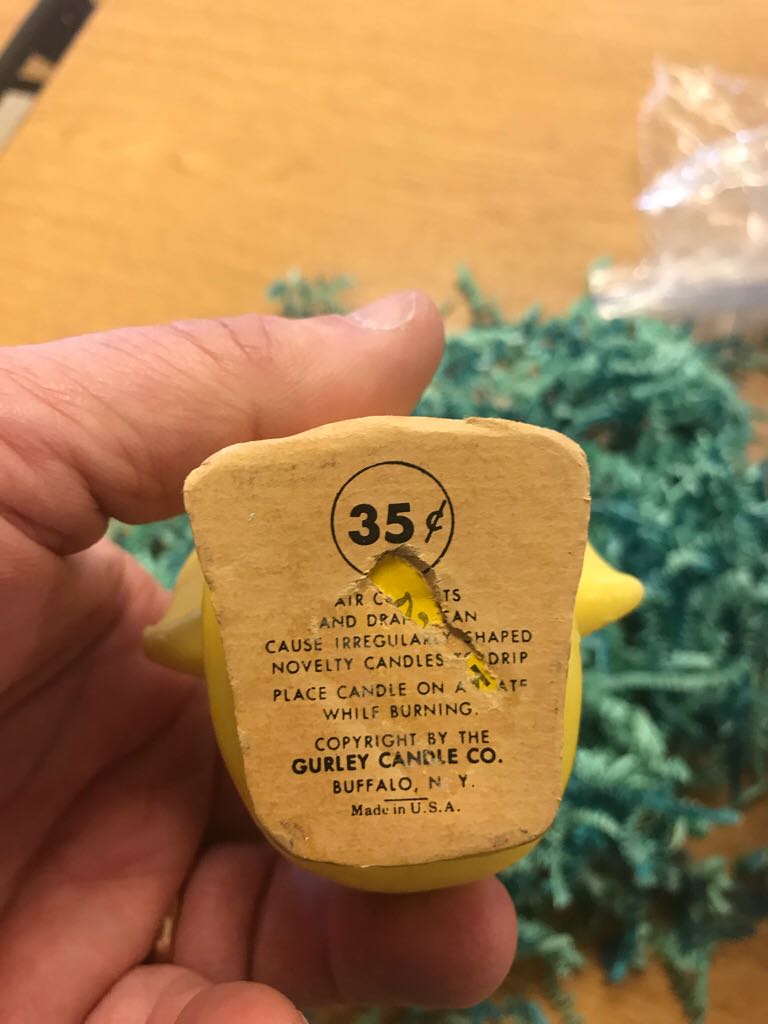 35¢
AIR
AND
CAUSE IRREGULARLY SHAPED
NOVELTY CANDLES DRIP
PLACE CANDLE ON A
WHILE BURNING.
COPYRIGHT BY THE
GURLEY CANDLE CO.
BUFFALO, N Y.
Made in U.S.A.